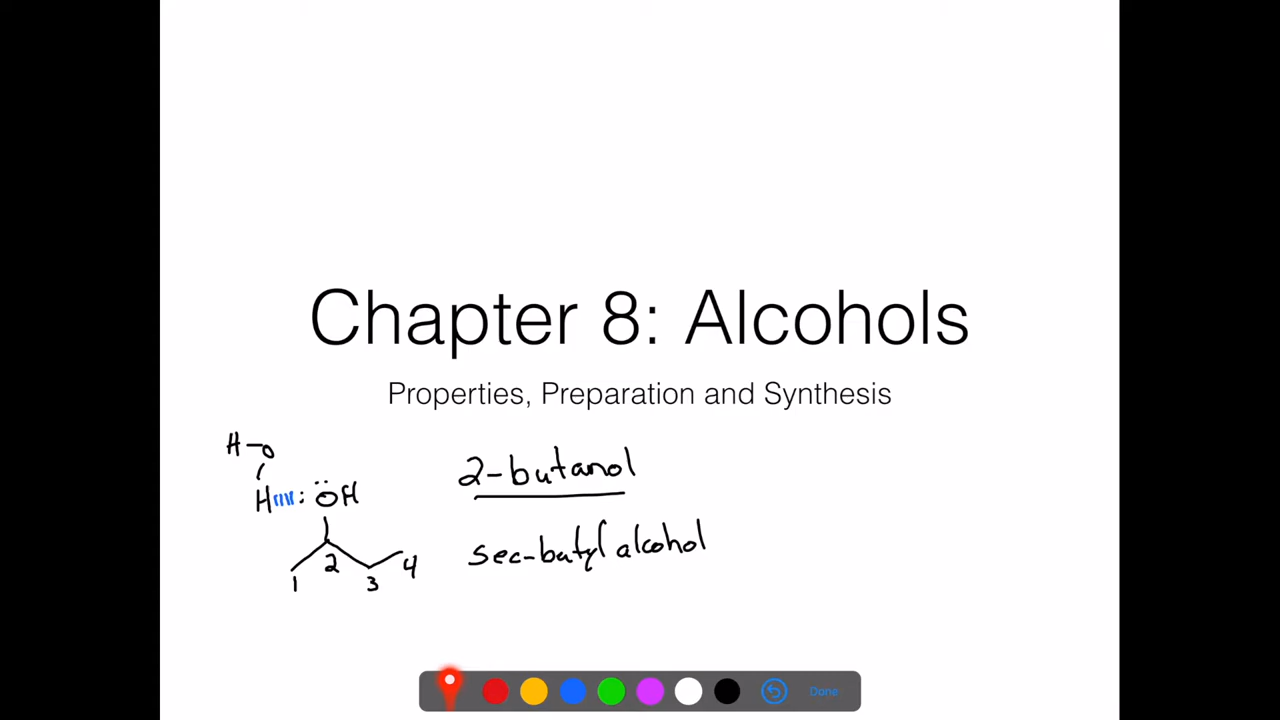 Chapter 8: Alcohols
Properties, Preparation and Synthesis
H-O
H :ÖH
2-butanol
sec-butyl alcohol
1 2 3 4
Done